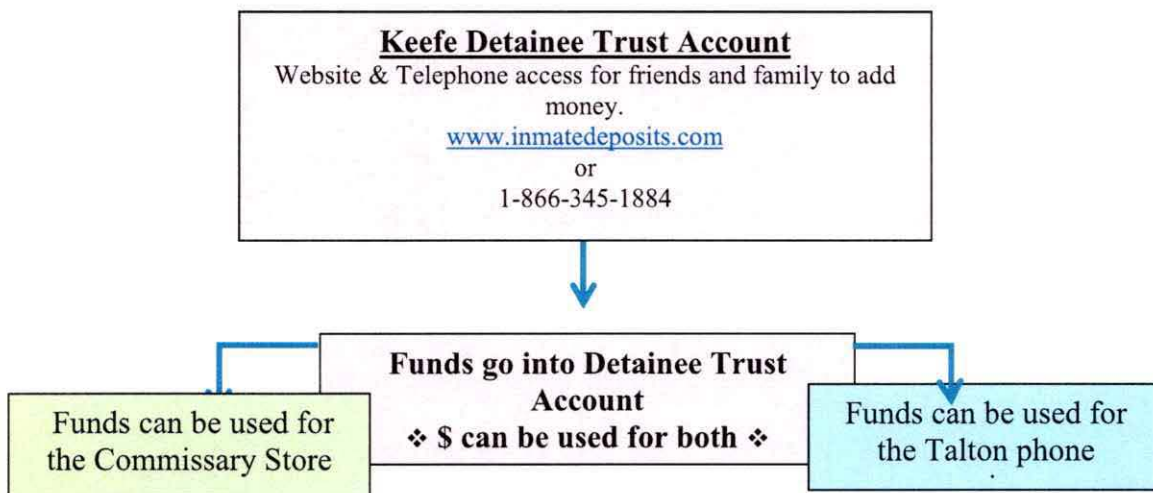 Keefe Detainee Trust Account
Website & Telephone access for friends and family to add
money.
www.inmatedeposits.com
or
1-866-345-1884
Funds go into Detainee Trust
Account
❖ $ can be used for both ❖
Funds can be used for
the Commissary Store
Funds can be used for
the Talton phone